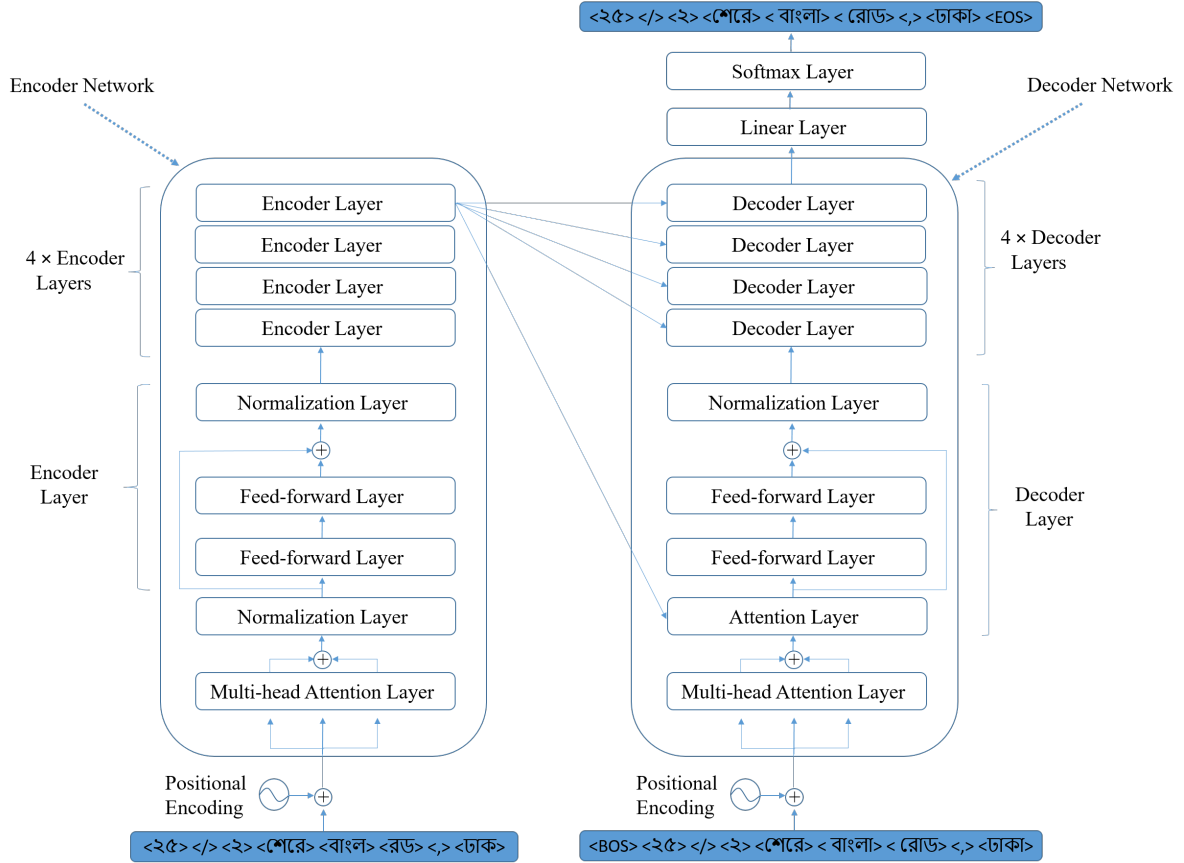 <২৫> </> <২> <শেরে> < বাংলা> < রোড> <,> <ঢাকা> <EOS>
Softmax Layer
Linear Layer
Encoder Network
Decoder Network
Encoder Layer
Encoder Layer
Encoder Layer
Encoder Layer
4 × Encoder
Layers
Normalization Layer
Feed-forward Layer
Feed-forward Layer
Normalization Layer
Multi-head Attention Layer
Encoder
Layer
Positional
Encoding
<২৫> </> <২> <শেরে> <বাংল> <রড> <,> <ঢাক>
Decoder Layer
Decoder Layer
Decoder Layer
Decoder Layer
4 × Decoder
Layers
Normalization Layer
Feed-forward Layer
Feed-forward Layer
Attention Layer
Multi-head Attention Layer
Decoder
Layer
Positional
Encoding
<BOS> <২৫> </> <২> <শেরে> < বাংলা> < রোড> <,> <ঢাকা>